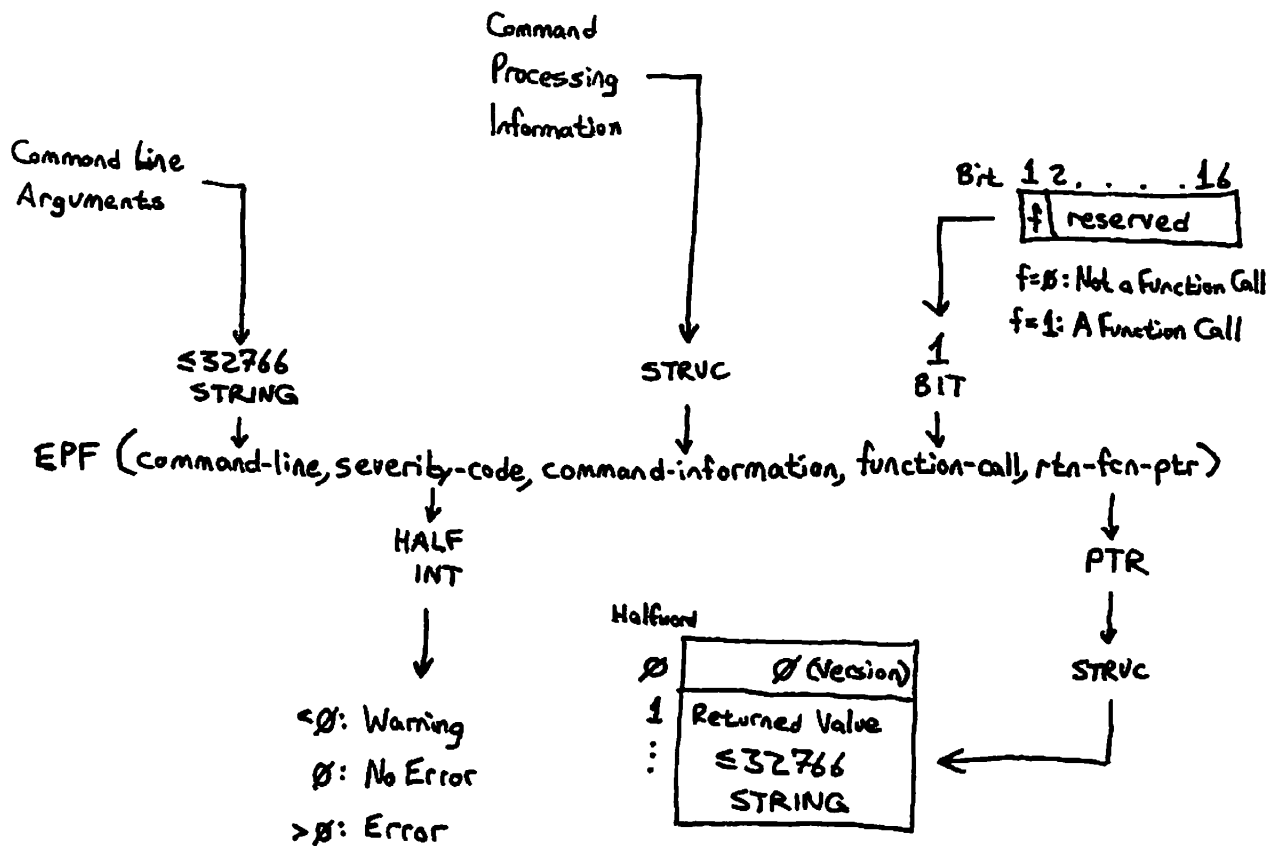 Command
Processing
Information
Command Line
Arguments
Bit 1 2 . . . . . 16
f reserved
f=Ø: Not a Function Call
f=1: A Function Call
≤32766
STRING
STRUC
1
BIT
EPF (command-line, severity-code, command-information, function-call, rtn-fcn-ptr)
HALF
INT
PTR
STRUC
Halfword
Ø Ø (Version)
1 Returned Value
⋮ ≤32766
STRING
<Ø: Warning
Ø: No Error
>Ø: Error